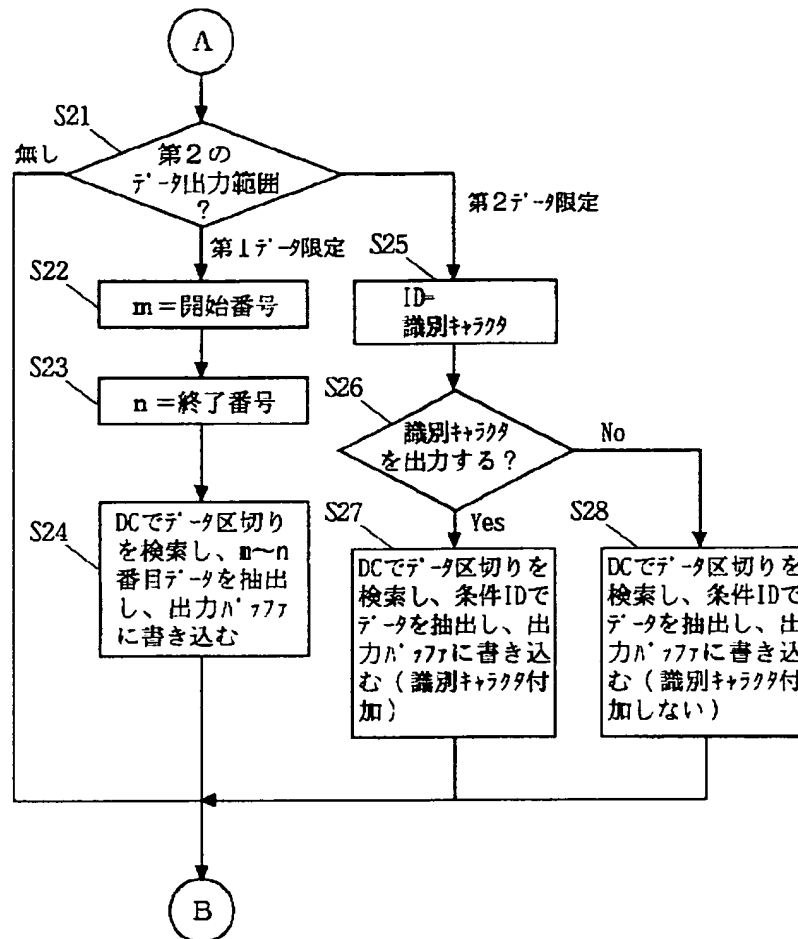 A
S21
無し
第2の
ﾃﾞｰﾀ出力範囲
?
第2ﾃﾞｰﾀ限定
第1ﾃﾞｰﾀ限定
S22
m=開始番号
S25
ID=
識別ｷｬﾗｸﾀ
S23
n=終了番号
S26
識別ｷｬﾗｸﾀ
を出力する?
No
Yes
S24
DCでﾃﾞｰﾀ区切り
を検索し、m~n
番目ﾃﾞｰﾀを抽出
し、出力ﾊﾞｯﾌｧ
に書き込む
S27
DCでﾃﾞｰﾀ区切りを
検索し、条件IDで
ﾃﾞｰﾀを抽出し、出
力ﾊﾞｯﾌｧに書き込
む(識別ｷｬﾗｸﾀ付
加)
S28
DCでﾃﾞｰﾀ区切りを
検索し、条件IDで
ﾃﾞｰﾀを抽出し、出
力ﾊﾞｯﾌｧに書き込
む(識別ｷｬﾗｸﾀ付
加しない)
B